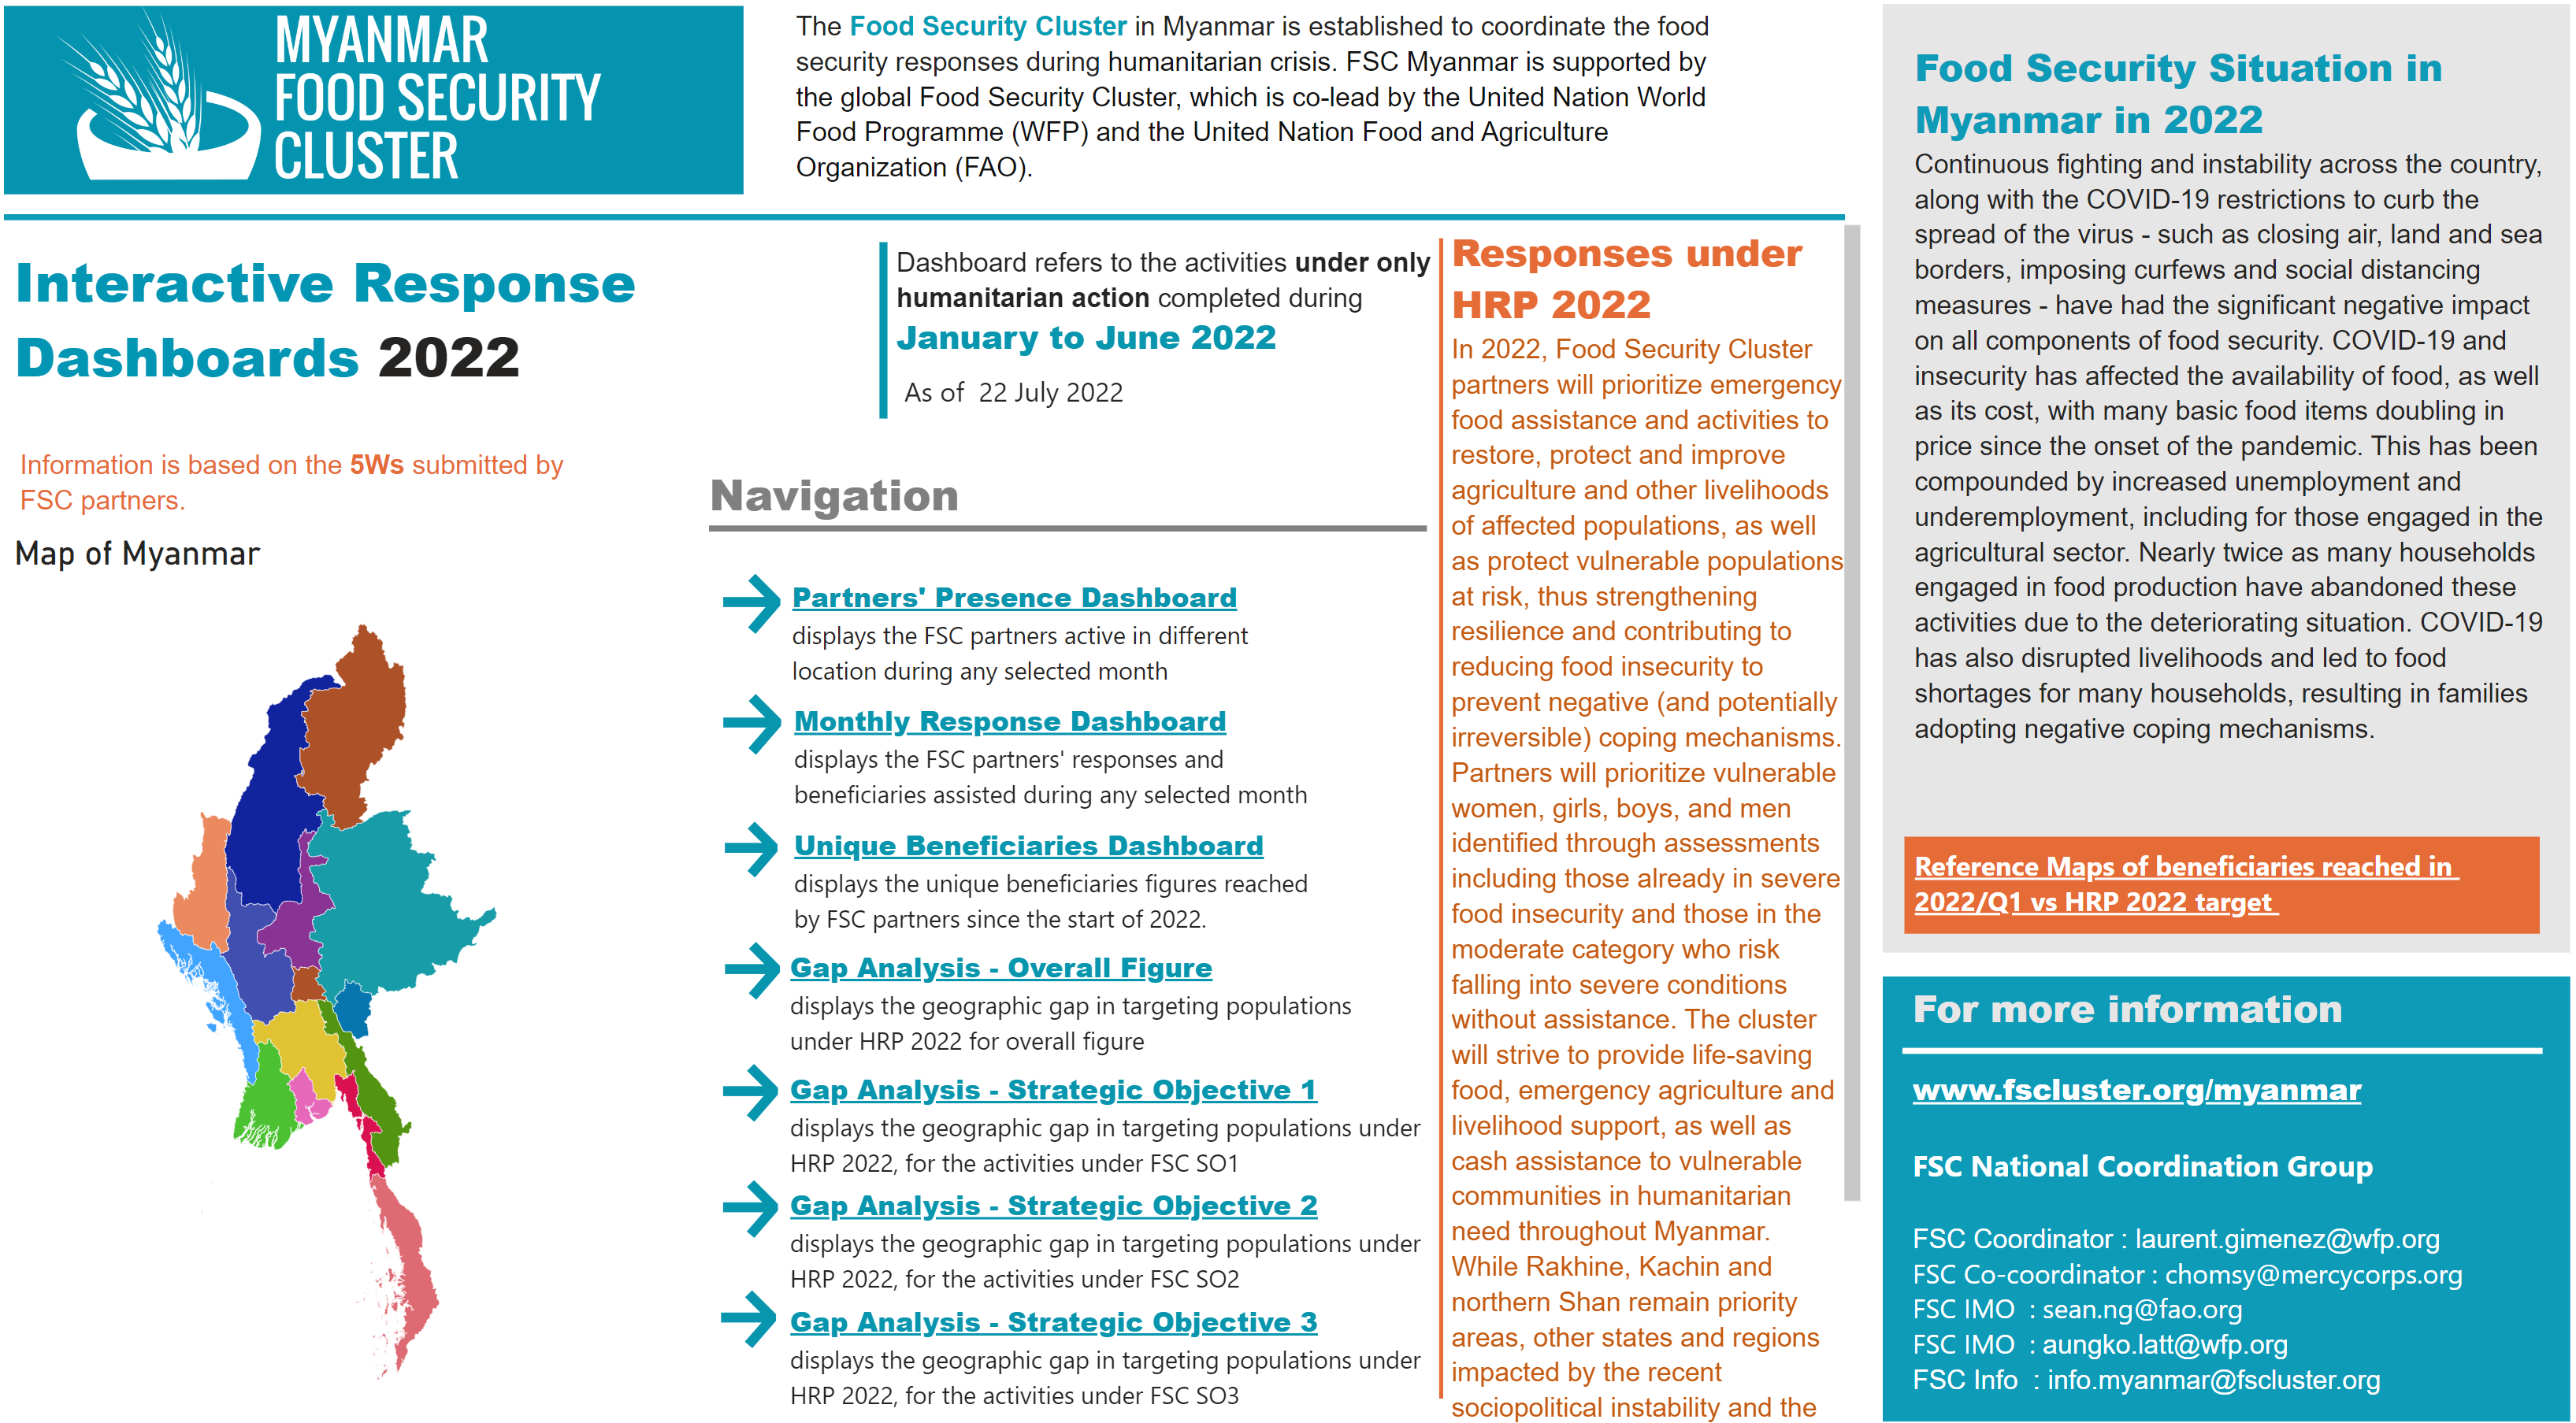 MYANMAR
FOOD SECURITY
CLUSTER
The Food Security Cluster in Myanmar is established to coordinate the food
security responses during humanitarian crisis. FSC Myanmar is supported by
the global Food Security Cluster, which is co-lead by the United Nation World
Food Programme (WFP) and the United Nation Food and Agriculture
Organization (FAO).
Interactive Response
Dashboards 2022
Information is based on the 5Ws submitted by
FSC partners.
Map of Myanmar
Dashboard refers to the activities under only
humanitarian action completed during
January to June 2022
As of 22 July 2022
Navigation
Partners' Presence Dashboard
displays the FSC partners active in different
location during any selected month
Monthly Response Dashboard
displays the FSC partners' responses and
beneficiaries assisted during any selected month
Unique Beneficiaries Dashboard
displays the unique beneficiaries figures reached
by FSC partners since the start of 2022.
Gap Analysis - Overall Figure
displays the geographic gap in targeting populations
under HRP 2022 for overall figure
Gap Analysis - Strategic Objective 1
displays the geographic gap in targeting populations under
HRP 2022, for the activities under FSC SO1
Gap Analysis - Strategic Objective 2
displays the geographic gap in targeting populations under
HRP 2022, for the activities under FSC SO2
Gap Analysis - Strategic Objective 3
displays the geographic gap in targeting populations under
HRP 2022, for the activities under FSC SO3
Responses under
HRP 2022
In 2022, Food Security Cluster
partners will prioritize emergency
food assistance and activities to
restore, protect and improve
agriculture and other livelihoods
of affected populations, as well
as protect vulnerable populations
at risk, thus strengthening
resilience and contributing to
reducing food insecurity to
prevent negative (and potentially
irreversible) coping mechanisms.
Partners will prioritize vulnerable
women, girls, boys, and men
identified through assessments
including those already in severe
food insecurity and those in the
moderate category who risk
falling into severe conditions
without assistance. The cluster
will strive to provide life-saving
food, emergency agriculture and
livelihood support, as well as
cash assistance to vulnerable
communities in humanitarian
need throughout Myanmar.
While Rakhine, Kachin and
northern Shan remain priority
areas, other states and regions
impacted by the recent
sociopolitical instability and the
Food Security Situation in
Myanmar in 2022
Continuous fighting and instability across the country,
along with the COVID-19 restrictions to curb the
spread of the virus - such as closing air, land and sea
borders, imposing curfews and social distancing
measures - have had the significant negative impact
on all components of food security. COVID-19 and
insecurity has affected the availability of food, as well
as its cost, with many basic food items doubling in
price since the onset of the pandemic. This has been
compounded by increased unemployment and
underemployment, including for those engaged in the
agricultural sector. Nearly twice as many households
engaged in food production have abandoned these
activities due to the deteriorating situation. COVID-19
has also disrupted livelihoods and led to food
shortages for many households, resulting in families
adopting negative coping mechanisms.
Reference Maps of beneficiaries reached in
2022/Q1 vs HRP 2022 target
For more information
www.fscluster.org/myanmar
FSC National Coordination Group
FSC Coordinator : laurent.gimenez@wfp.org
FSC Co-coordinator : chomsy@mercycorps.org
FSC IMO : sean.ng@fao.org
FSC IMO : aungko.latt@wfp.org
FSC Info : info.myanmar@fscluster.org